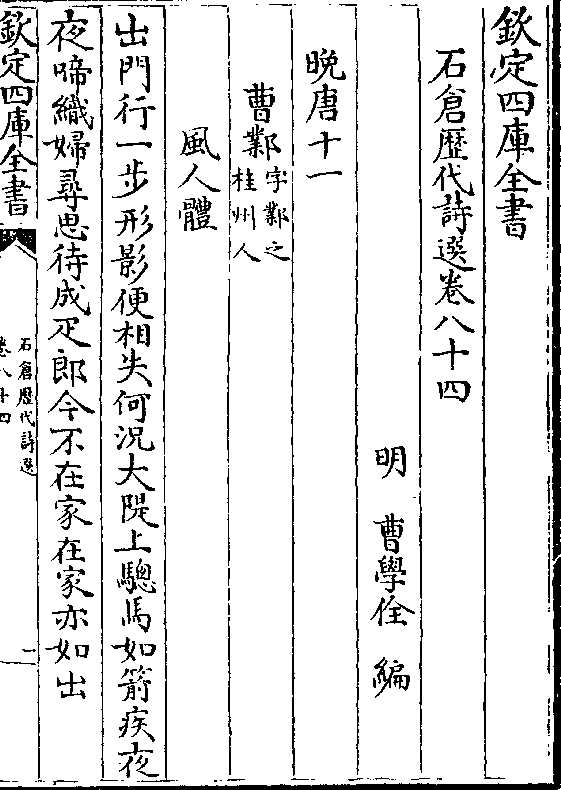 欽定四庫全書
石倉歴代詩選卷八十四
明　曹學佺　編
晩唐十一
曹鄴字鄴之
桂州人
風人體
出門行一步形影便相失何況大隄上驄馬如箭疾夜
夜啼織婦尋思待成疋郎今不在家在家亦如出
欽定四庫全書
石倉歴代詩選
卷八十四
一